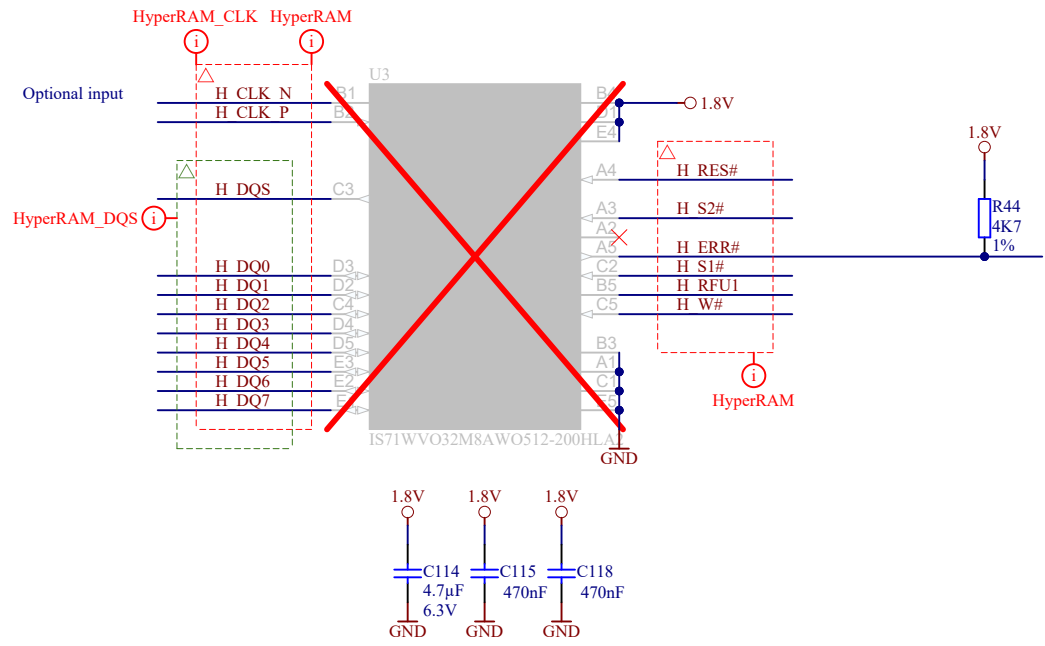 HyperRAM_CLK HyperRAM
i i
U3
Optional input
H_CLK_N B1
H_CLK_P B2
H_DQS C3
HyperRAM_DQS i
H_DQ0 D3
H_DQ1 D2
H_DQ2 C4
H_DQ3 D4
H_DQ4 D5
H_DQ5 E3
H_DQ6 E2
H_DQ7
B4 1.8V
D1
E4
A4 H_RES#
A3 H_S2#
A2
A5 H_ERR#
C2 H_S1#
B5 H_RFU1
C5 H_W#
B3
A1
C1
E5
IS71WVO32M8AWO512-200HLA2
GND
i
HyperRAM
1.8V
R44
4K7
1%
1.8V 1.8V 1.8V
C114 C115 C118
4.7µF 470nF 470nF
6.3V
GND GND GND